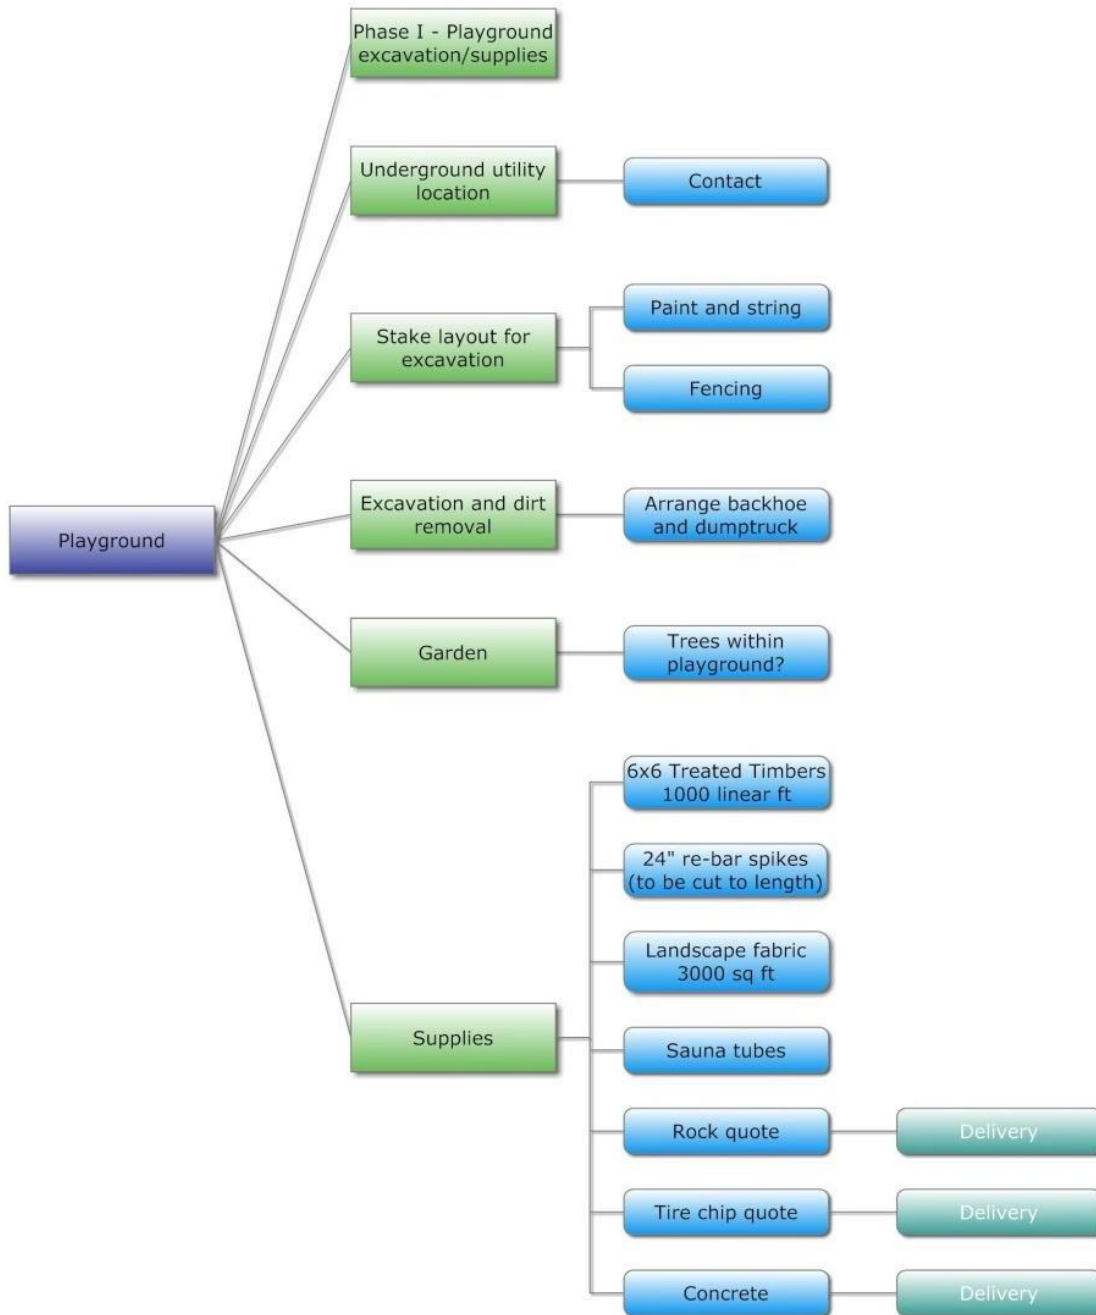 Phase I - Playground
excavation/supplies
Underground utility
location
Contact
Stake layout for
excavation
Paint and string
Fencing
Playground
Excavation and dirt
removal
Arrange backhoe
and dumptruck
Garden
Trees within
playground?
Supplies
6x6 Treated Timbers
1000 linear ft
24" re-bar spikes
(to be cut to length)
Landscape fabric
3000 sq ft
Sauna tubes
Rock quote
Delivery
Tire chip quote
Delivery
Concrete
Delivery